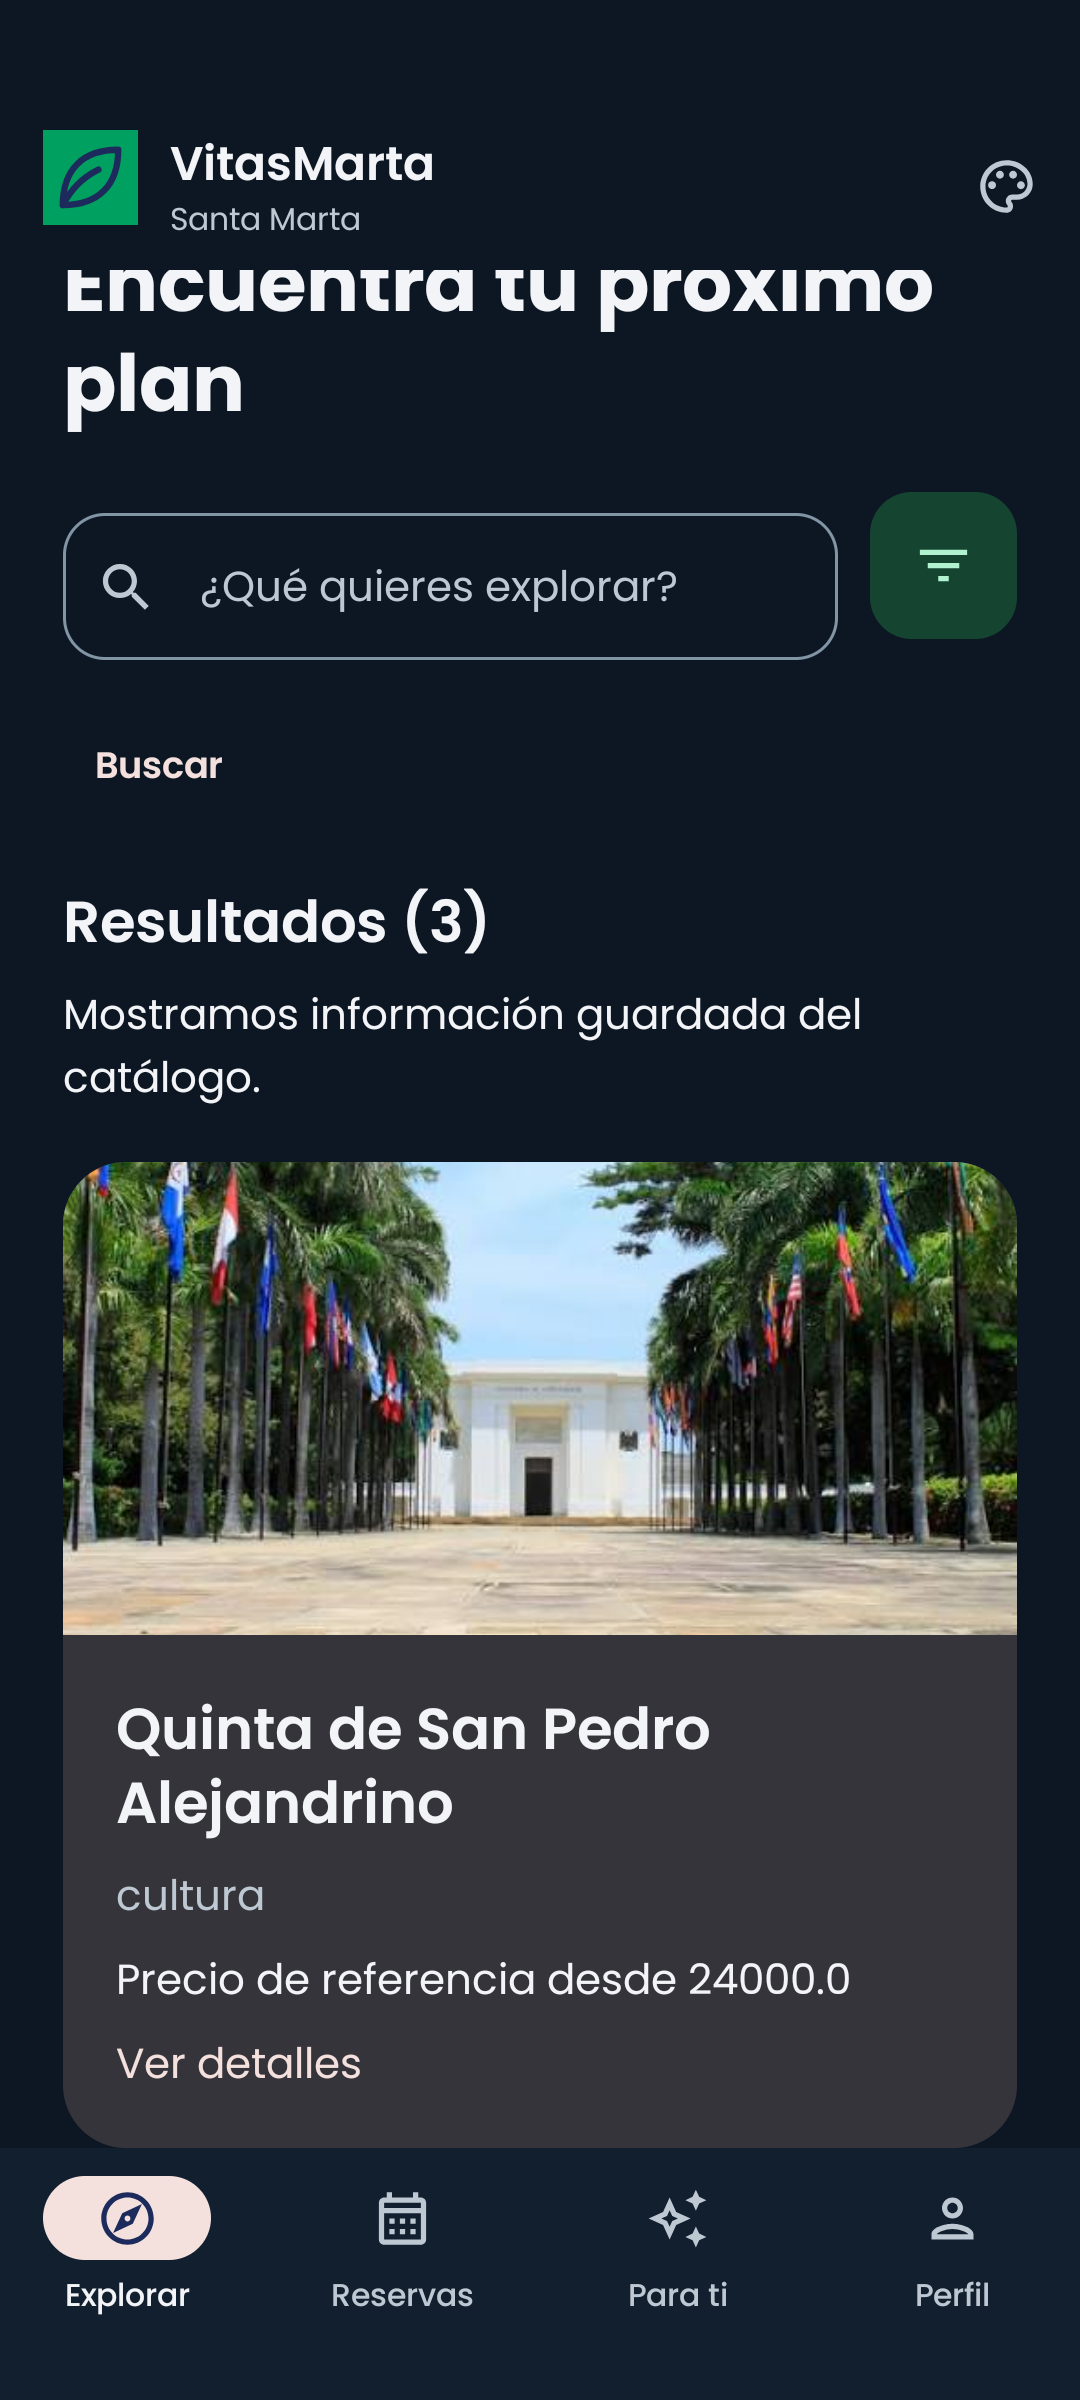 VitasMarta
Santa Marta
Encuentra tu próximo
plan
¿Qué quieres explorar?
Buscar
Resultados (3)
Mostramos información guardada del
catálogo.
Quinta de San Pedro
Alejandrino
cultura
Precio de referencia desde 24000.0
Ver detalles
Explorar
Reservas
Para ti
Perfil